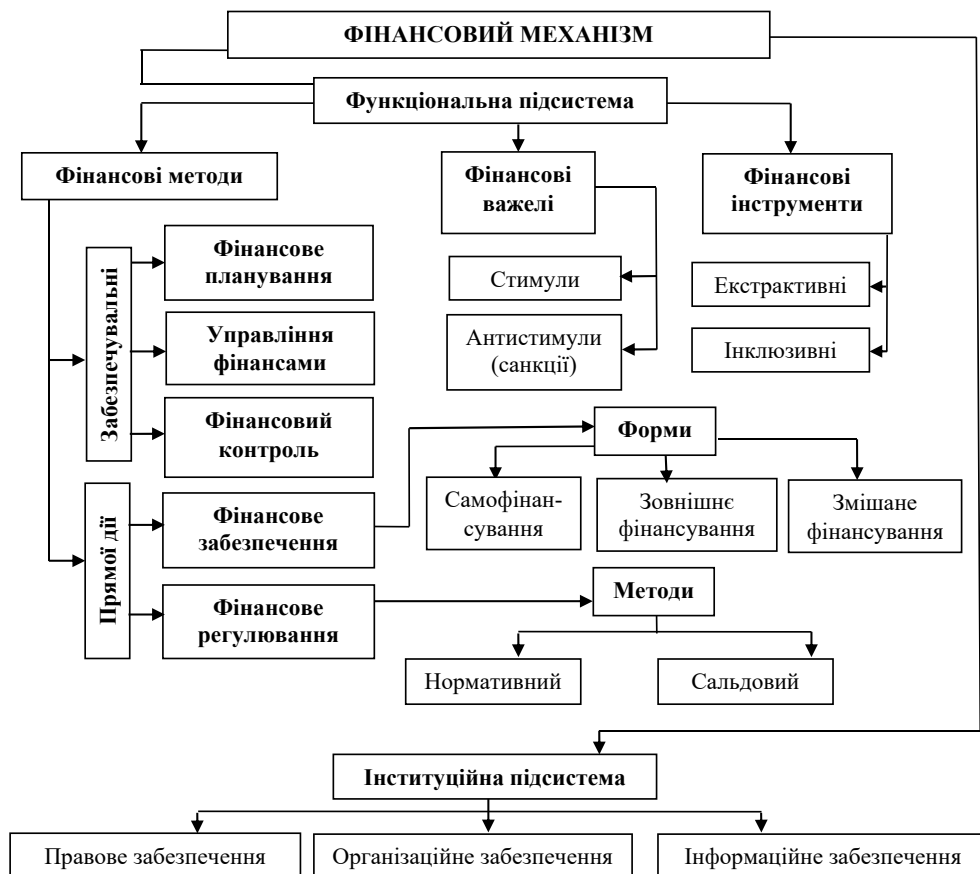 ФІНАНСОВИЙ МЕХАНІЗМ
Функціональна підсистема
Фінансові методи
Фінансові
важелі
Фінансові
інструменти
Забезпечувальні
Фінансове
планування
Управління
фінансами
Фінансовий
контроль
Стимули
Антистимули
(санкції)
Екстрактивні
Інклюзивні
Прямої дії
Фінансове
забезпечення
Фінансове
регулювання
Форми
Самофінан-
сування
Зовнішнє
фінансування
Змішане
фінансування
Методи
Нормативний
Сальдовий
Інституційна підсистема
Правове забезпечення
Організаційне забезпечення
Інформаційне забезпечення